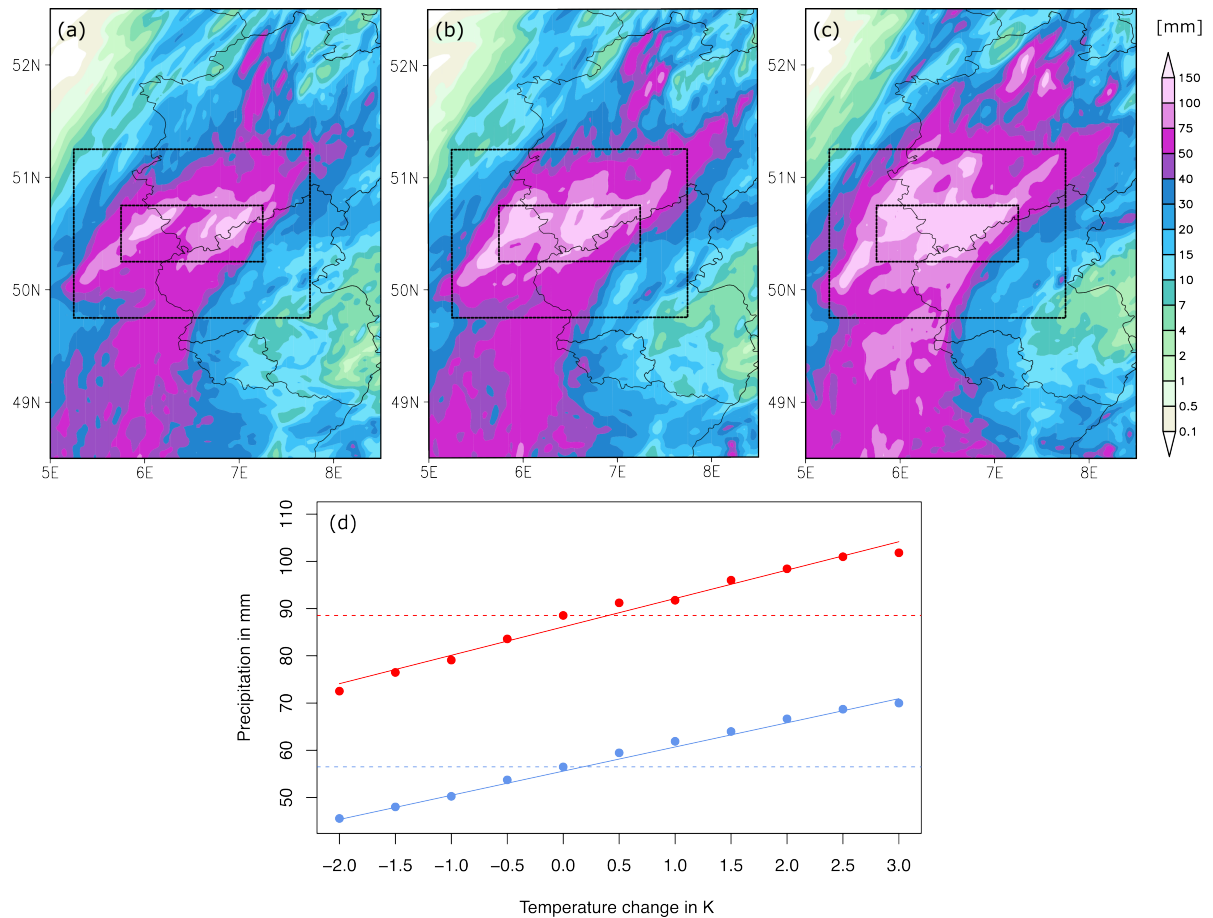 (a) (b) (c) [mm]
52N 52N 52N
51N 51N 51N
50N 50N 50N
49N 49N 49N
5E 6E 7E 8E 5E 6E 7E 8E 5E 6E 7E 8E
150
100
75
50
40
30
20
15
10
7
4
2
1
0.5
0.1
(d)
Precipitation in mm
110
100
90
80
70
60
50
−2.0 −1.5 −1.0 −0.5 0.0 0.5 1.0 1.5 2.0 2.5 3.0
Temperature change in K